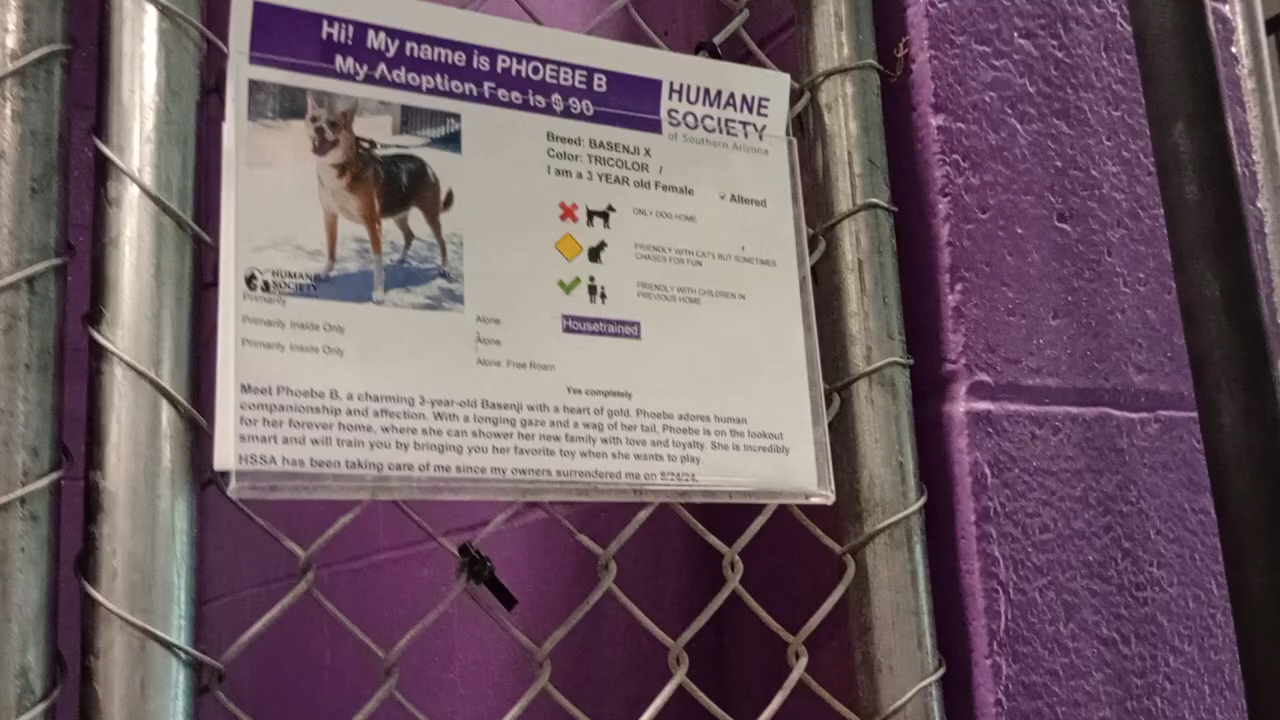 Hi! My name is PHOEBE B
My Adoption Fee is $ 90
HUMANE
SOCIETY
of Southern Arizona
Breed: BASENJI X
Color: TRICOLOR /
I am a 3 YEAR old Female
Altered
ONLY DOG HOME
FRIENDLY WITH CATS BUT SOMETIMES
CHASES FOR FUN
FRIENDLY WITH CHILDREN IN
PREVIOUS HOME
HUMANE
SOCIETY
Primarily
Primarily Inside Only
Primarily Inside Only
Alone
Alone
Alone: Free Roam
Housetrained
Yes completely
Meet Phoebe B, a charming 3-year-old Basenji with a heart of gold. Phoebe adores human
companionship and affection. With a longing gaze and a wag of her tail, Phoebe is on the lookout
for her forever home, where she can shower her new family with love and loyalty. She is incredibly
smart and will train you by bringing you her favorite toy when she wants to play.
HSSA has been taking care of me since my owners surrendered me on 8/24/24.